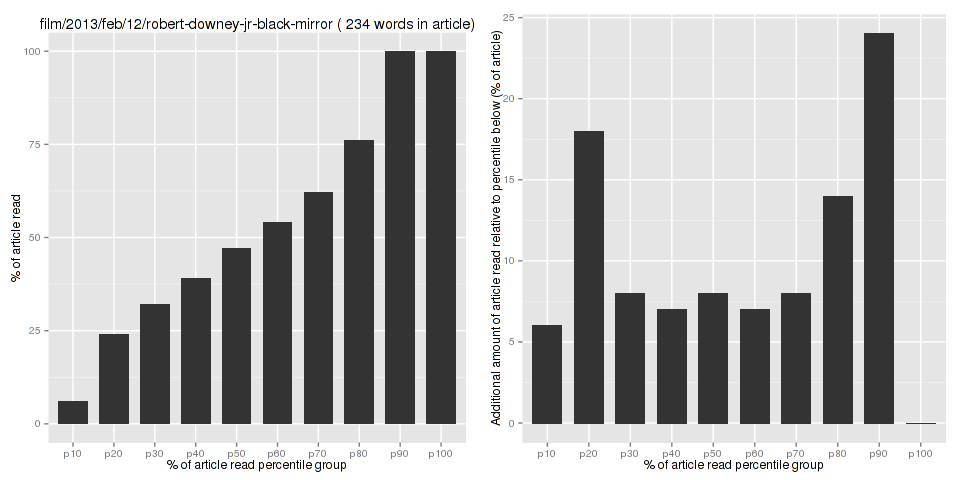 film/2013/feb/12/robert-downey-jr-black-mirror ( 234 words in article)
% of article read
100
75
50
25
0
p10 p20 p30 p40 p50 p60 p70 p80 p90 p100
% of article read percentile group
Additional amount of article read relative to percentile below (% of article)
25
20
15
10
5
0
p10 p20 p30 p40 p50 p60 p70 p80 p90 p100
% of article read percentile group